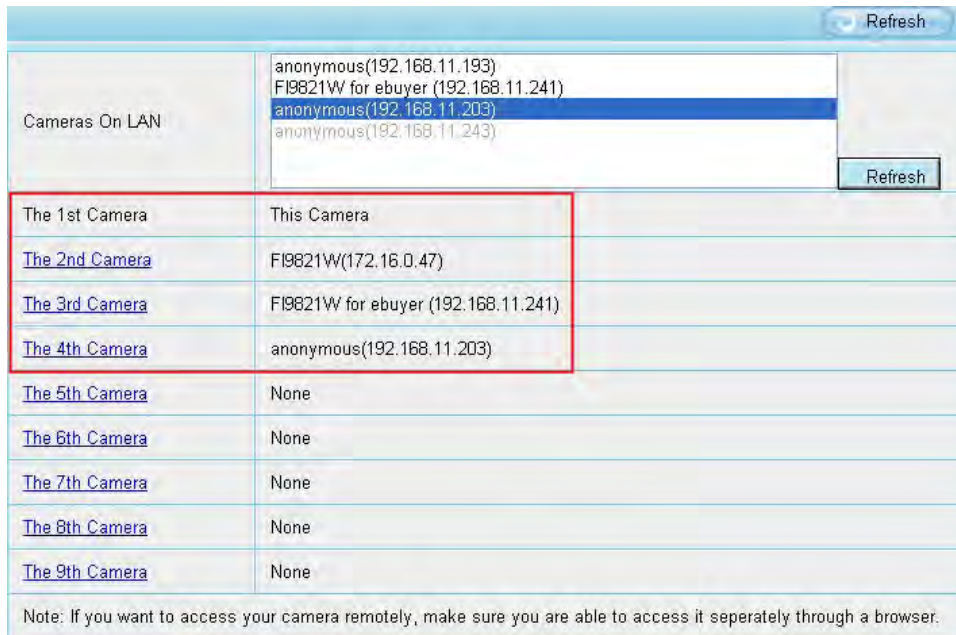 Refresh
Cameras On LAN
anonymous(192.168.11.193)
FI9821W for ebuyer (192.168.11.241)
anonymous(192.168.11.203)
anonymous(192.168.11.243)
Refresh
The 1st Camera This Camera
The 2nd Camera FI9821W(172.16.0.47)
The 3rd Camera FI9821W for ebuyer (192.168.11.241)
The 4th Camera anonymous(192.168.11.203)
The 5th Camera None
The 6th Camera None
The 7th Camera None
The 8th Camera None
The 9th Camera None
Note: If you want to access your camera remotely, make sure you are able to access it seperately through a browser.